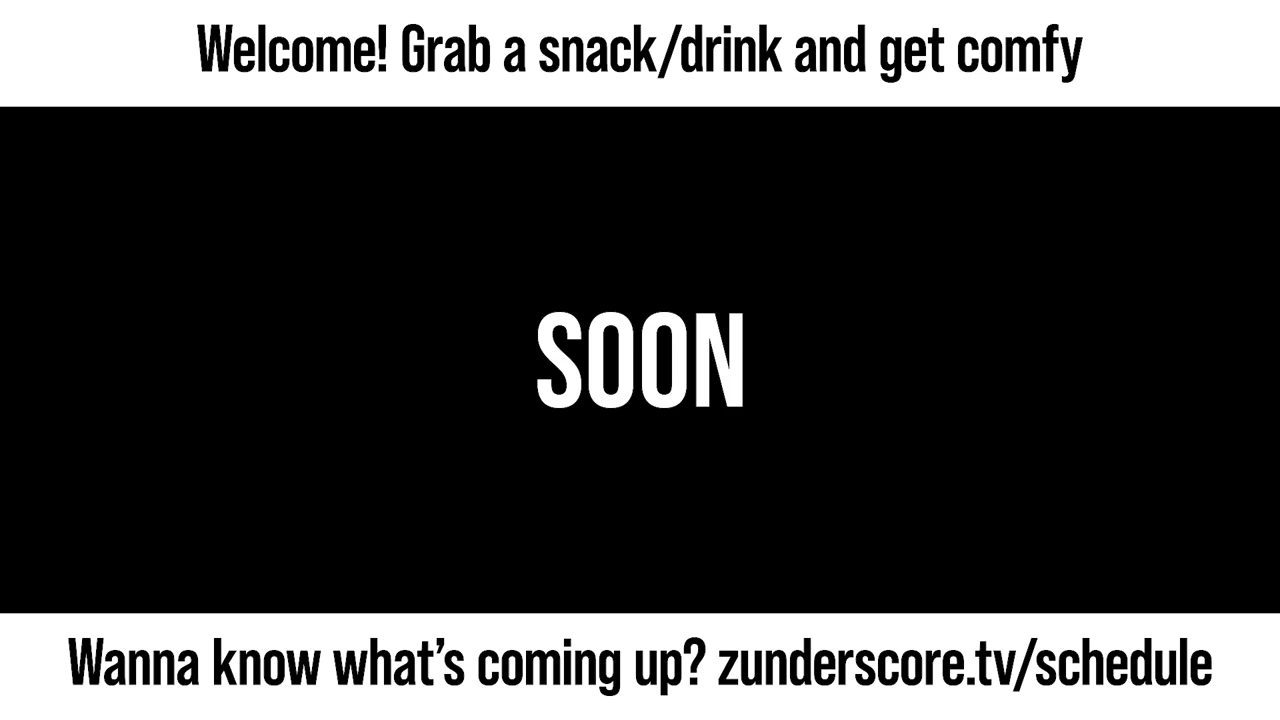 Welcome! Grab a snack/drink and get comfy
SOON
Wanna know what’s coming up? zunderscore.tv/schedule